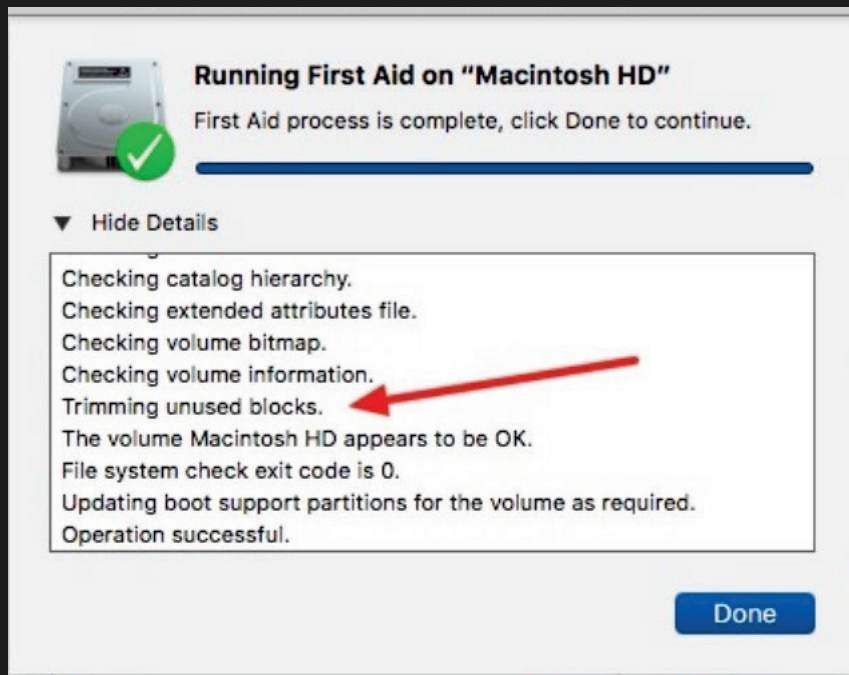 Running First Aid on “Macintosh HD”
First Aid process is complete, click Done to continue.
Hide Details
Checking catalog hierarchy.
Checking extended attributes file.
Checking volume bitmap.
Checking volume information.
Trimming unused blocks.
The volume Macintosh HD appears to be OK.
File system check exit code is 0.
Updating boot support partitions for the volume as required.
Operation successful.
Done